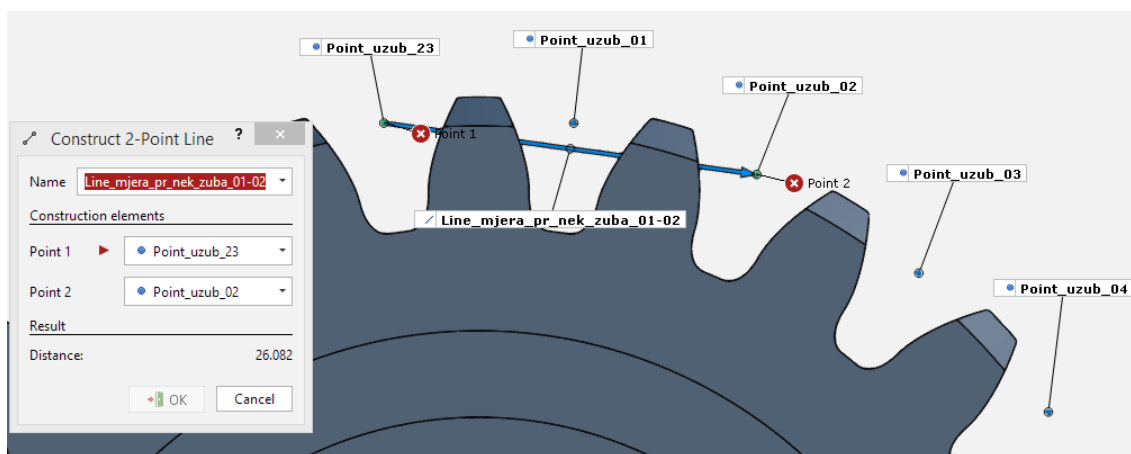 Point_uzub_23
Point_uzub_01
Point_uzub_02
Point 1
Point 2
Point_uzub_03
Line_mjera_pr_nek_zuba_01-02
Point_uzub_04
Construct 2-Point Line ? ×
Name Line_mjera_pr_nek_zuba_01-02
Construction elements
Point 1 Point_uzub_23
Point 2 Point_uzub_02
Result
Distance: 26.082
OK Cancel